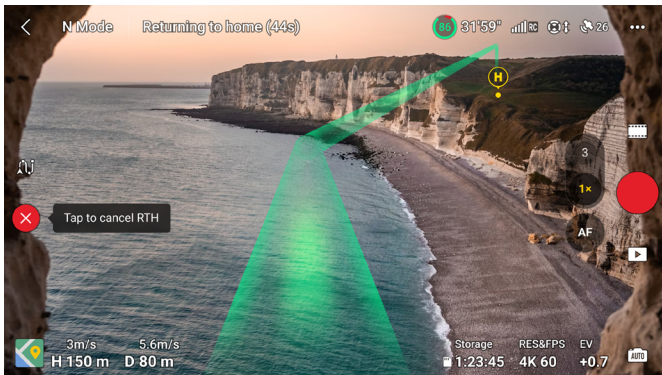 N Mode
Returning to home (44s)
86
31'59"
RC
26
H
3
1×
AF
Tap to cancel RTH
3m/s
5.6m/s
H 150 m
D 80 m
Storage
RES&FPS
EV
1:23:45
4K 60
+0.7
AUTO